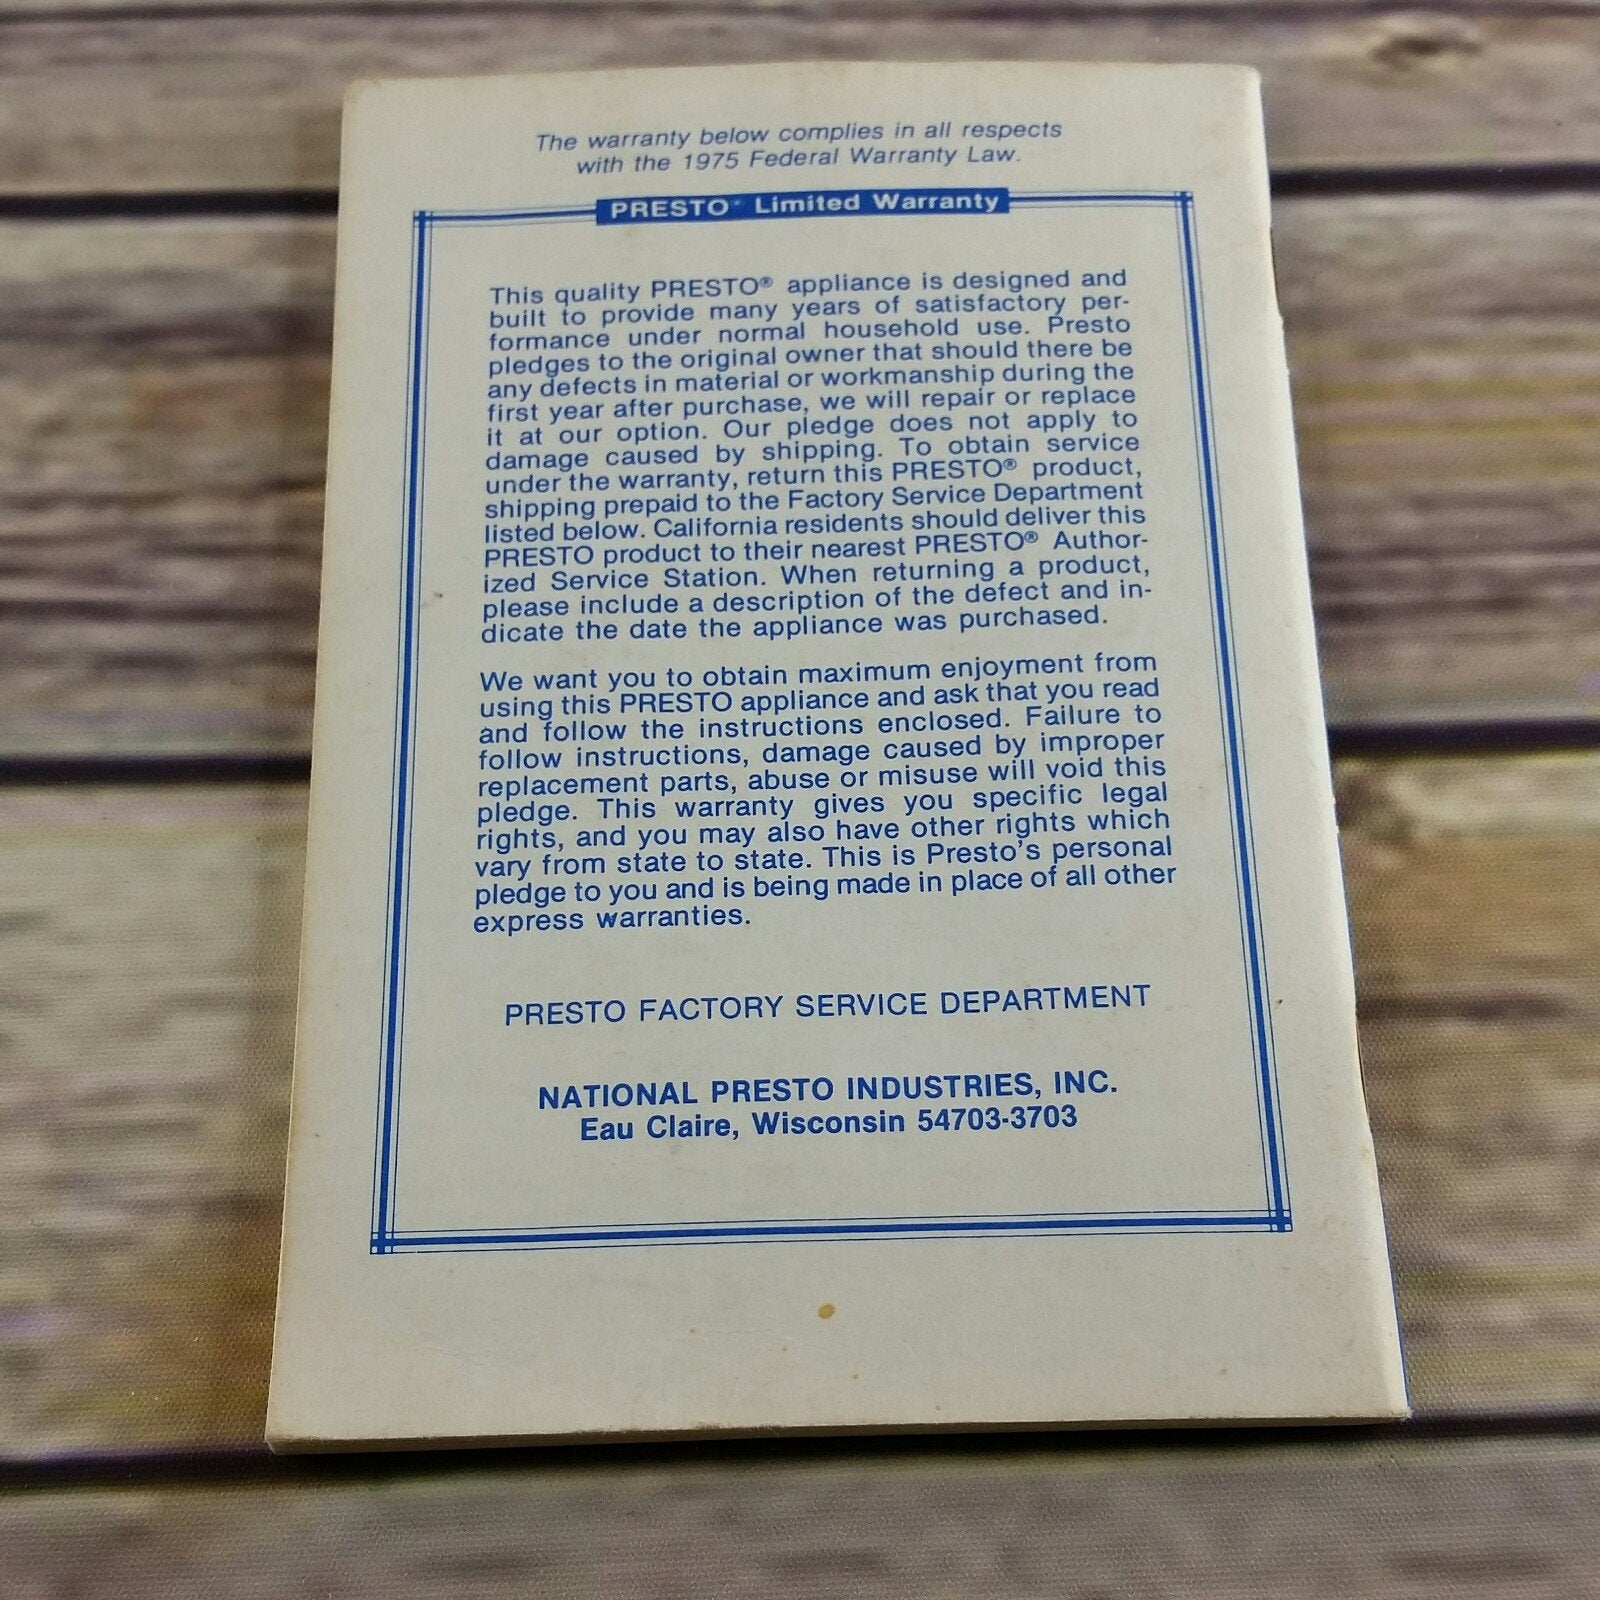 The warranty below complies in all respects
with the 1975 Federal Warranty Law.
PRESTO® Limited Warranty
This quality PRESTO® appliance is designed and
built to provide many years of satisfactory per-
formance under normal household use. Presto
pledges to the original owner that should there be
any defects in material or workmanship during the
first year after purchase, we will repair or replace
it at our option. Our pledge does not apply to
damage caused by shipping. To obtain service
under the warranty, return this PRESTO® product,
shipping prepaid to the Factory Service Department
listed below. California residents should deliver this
PRESTO product to their nearest PRESTO® Author-
ized Service Station. When returning a product,
please include a description of the defect and in-
dicate the date the appliance was purchased.
We want you to obtain maximum enjoyment from
using this PRESTO appliance and ask that you read
and follow the instructions enclosed. Failure to
follow instructions, damage caused by improper
replacement parts, abuse or misuse will void this
pledge. This warranty gives you specific legal
rights, and you may also have other rights which
vary from state to state. This is Presto's personal
pledge to you and is being made in place of all other
express warranties.
PRESTO FACTORY SERVICE DEPARTMENT
NATIONAL PRESTO INDUSTRIES, INC.
Eau Claire, Wisconsin 54703-3703